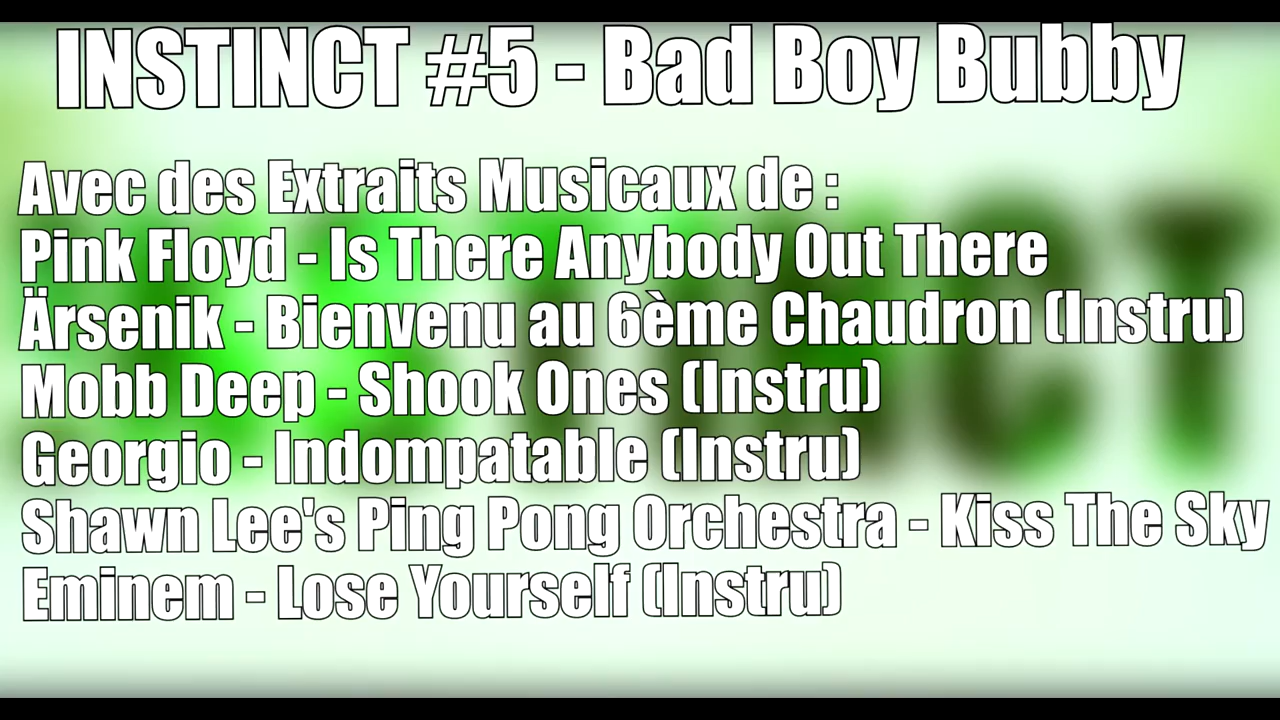 INSTINCT #5 - Bad Boy Bubby
Avec des Extraits Musicaux de :
Pink Floyd - Is There Anybody Out There
Ärsenik - Bienvenu au 6ème Chaudron (Instru)
Mobb Deep - Shook Ones (Instru)
Georgio - Indompatable (Instru)
Shawn Lee's Ping Pong Orchestra - Kiss The Sky
Eminem - Lose Yourself (Instru)